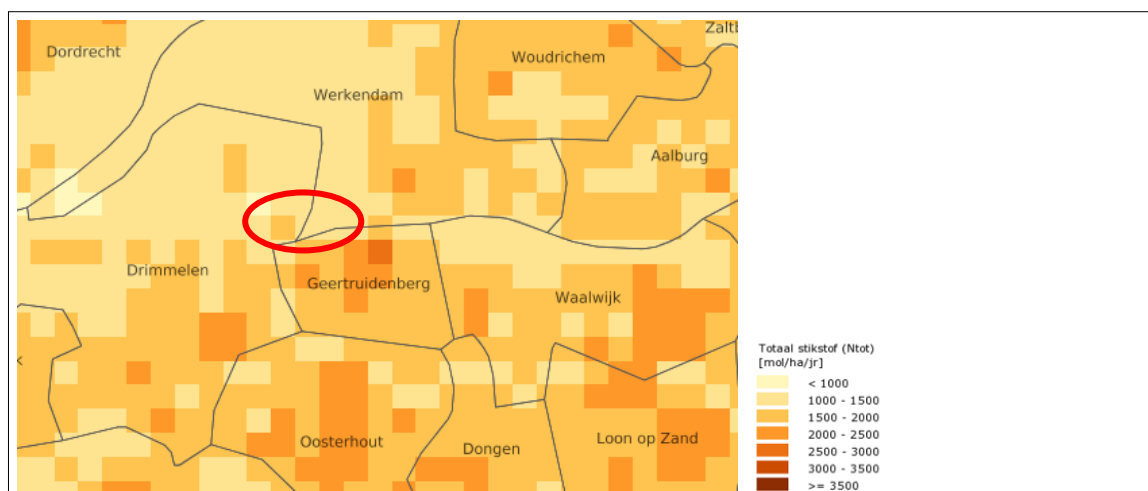 Zaltb
Dordrecht
Woudrichem
Werkendam
Aalburg
Drimmelen
Geertruidenberg
Waalwijk
Oosterhout
Dongen
Loon op Zand
Totaal stikstof (Ntot)
[mol/ha/jr]
< 1000
1000 - 1500
1500 - 2000
2000 - 2500
2500 - 3000
3000 - 3500
>= 3500